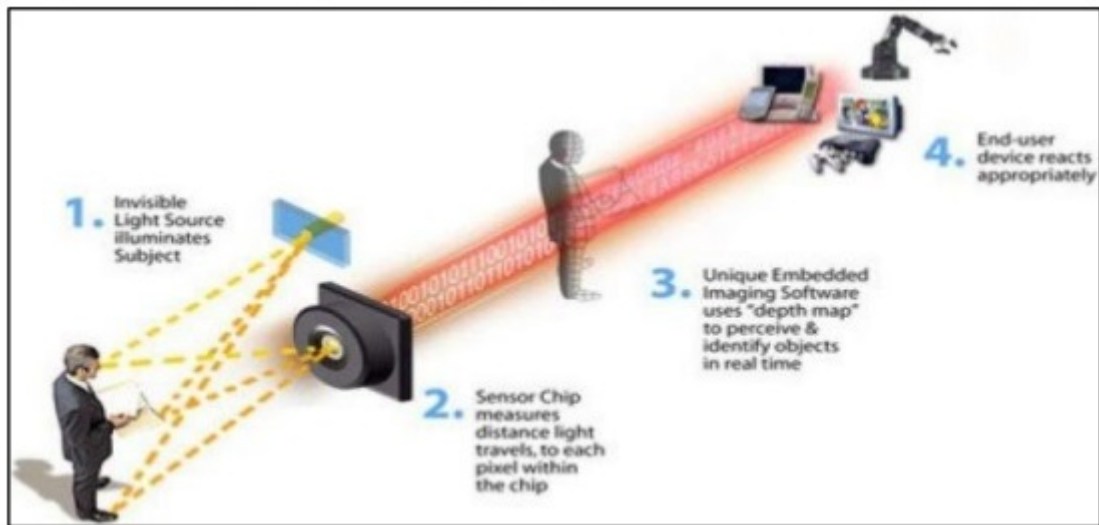 1. Invisible
Light Source
illuminates
Subject
2. Sensor Chip
measures
distance light
travels, to each
pixel within
the chip
3. Unique Embedded
Imaging Software
uses "depth map"
to perceive &
identify objects
in real time
4. End-user
device reacts
appropriately